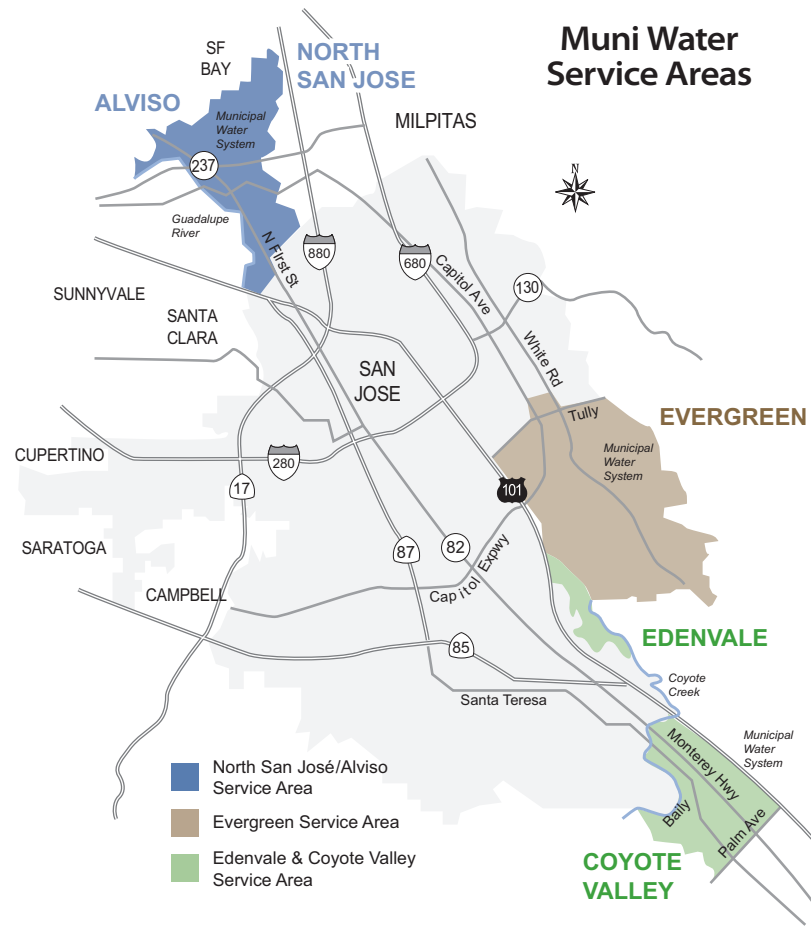 Muni Water
Service Areas
SF
BAY
NORTH
SAN JOSE
ALVISO
Municipal
Water
System
MILPITAS
237
Guadalupe
River
N First St
880
680
Capitol Ave
130
SUNNYVALE
SANTA
CLARA
White Rd
SAN
JOSE
Tully
EVERGREEN
Municipal
Water
System
CUPERTINO
280
17
101
SARATOGA
87
82
Capitol Expwy
CAMPBELL
EDENVALE
85
Coyote
Creek
Santa Teresa
Monterey Hwy
Municipal
Water
System
Baily
Palm Ave
COYOTE
VALLEY
North San José/Alviso
Service Area
Evergreen Service Area
Edenvale & Coyote Valley
Service Area